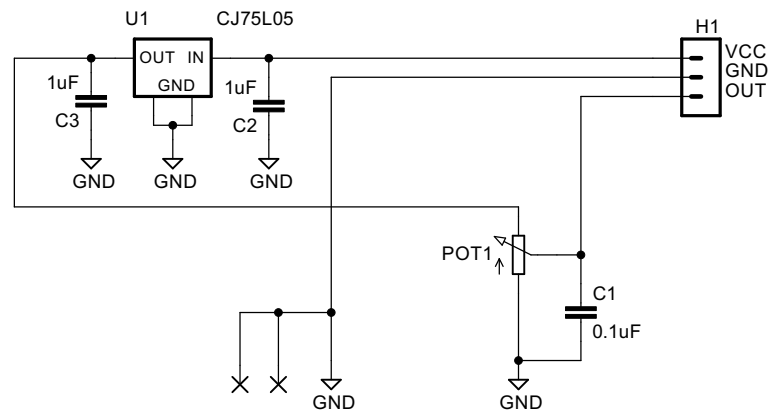 U1 CJ75L05
H1
OUT IN
GND
VCC
GND
OUT
1uF
C3
1uF
C2
GND
GND
GND
POT1
C1
0.1uF
GND
GND